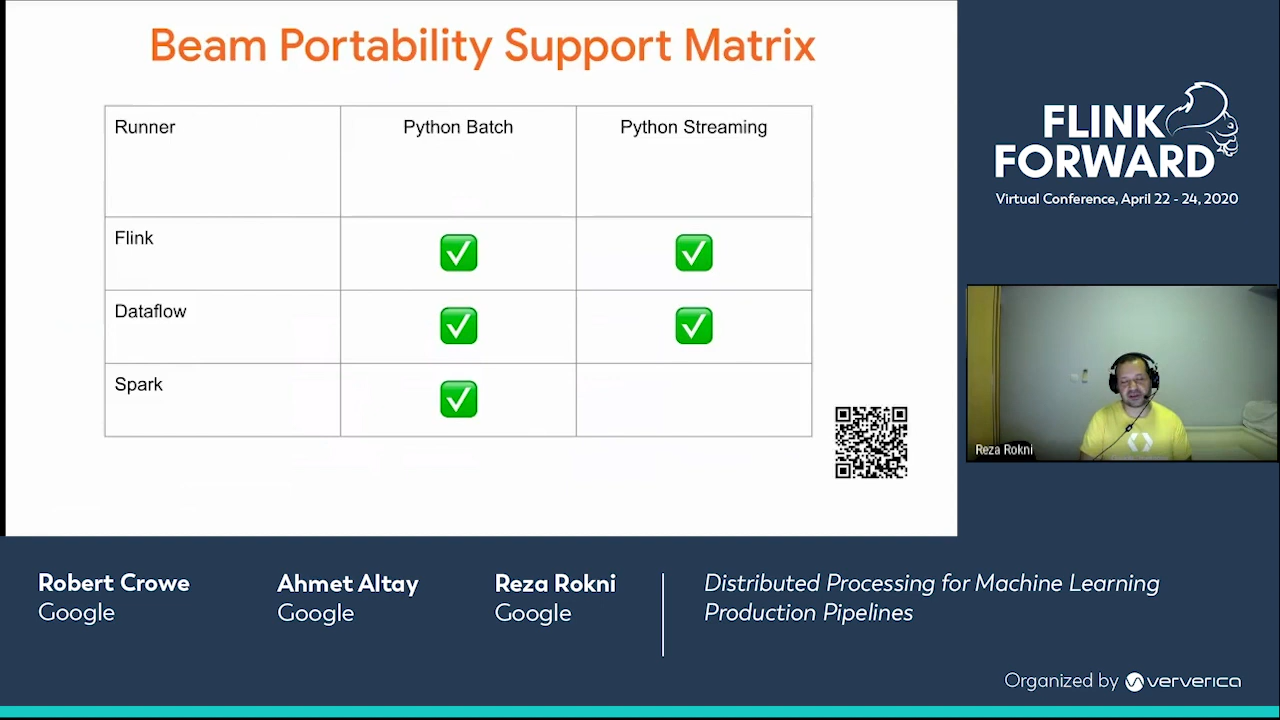 Beam Portability Support Matrix
Runner
Python Batch
Python Streaming
Flink
Dataflow
Spark
FLINK
FORWARD
Virtual Conference, April 22 - 24, 2020
Reza Rokni
Robert Crowe
Google
Ahmet Altay
Google
Reza Rokni
Google
Distributed Processing for Machine Learning
Production Pipelines
Organized by ververica